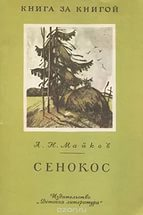 КНИГА ЗА КНИГОЙ
А. Н. Майков
СЕНОКОС
Издательство
„Детская литература"